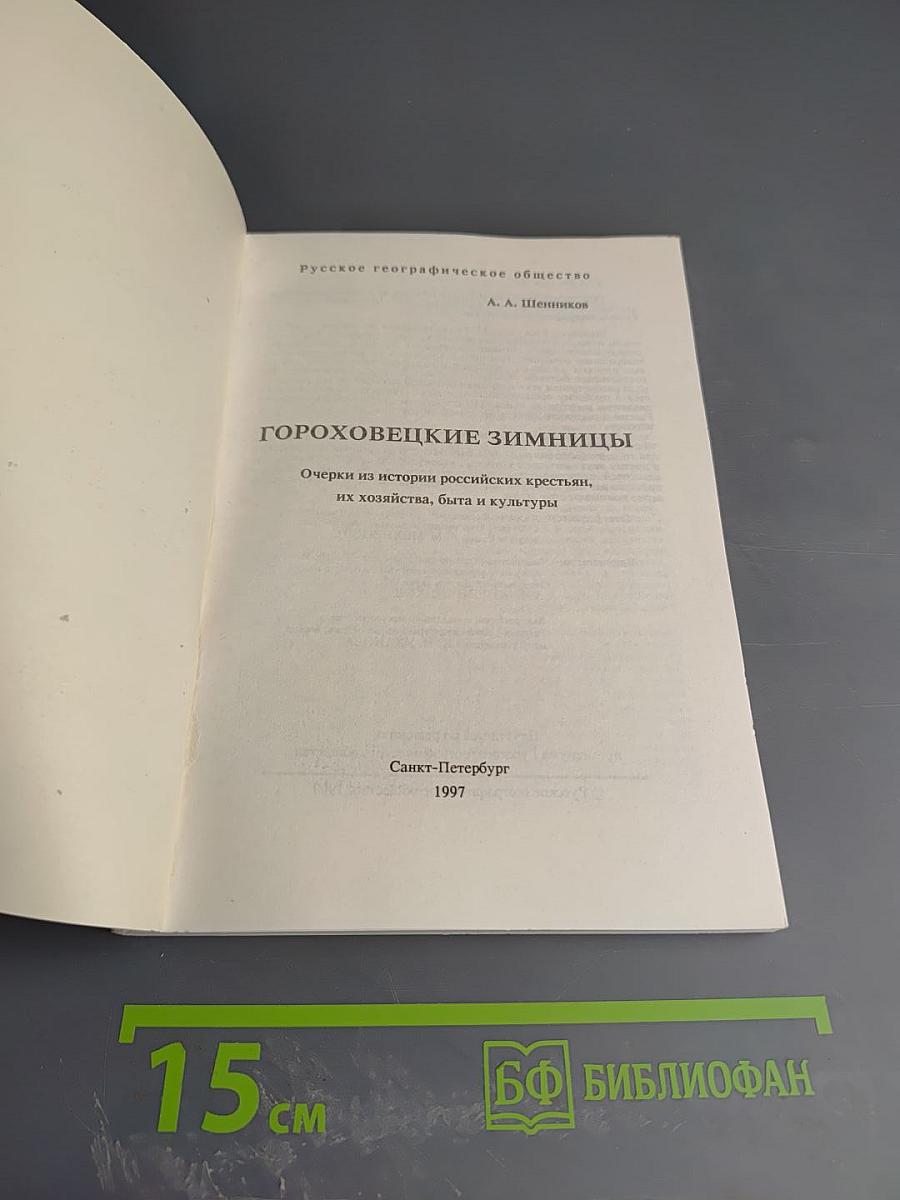 Русское географическое общество
А. А. Шенников
ГОРОХОВЕЦКИЕ ЗИМНИЦЫ
Очерки из истории российских крестьян,
их хозяйства, быта и культуры
Санкт-Петербург
1997
15 см
БФ БИБЛИОФАН